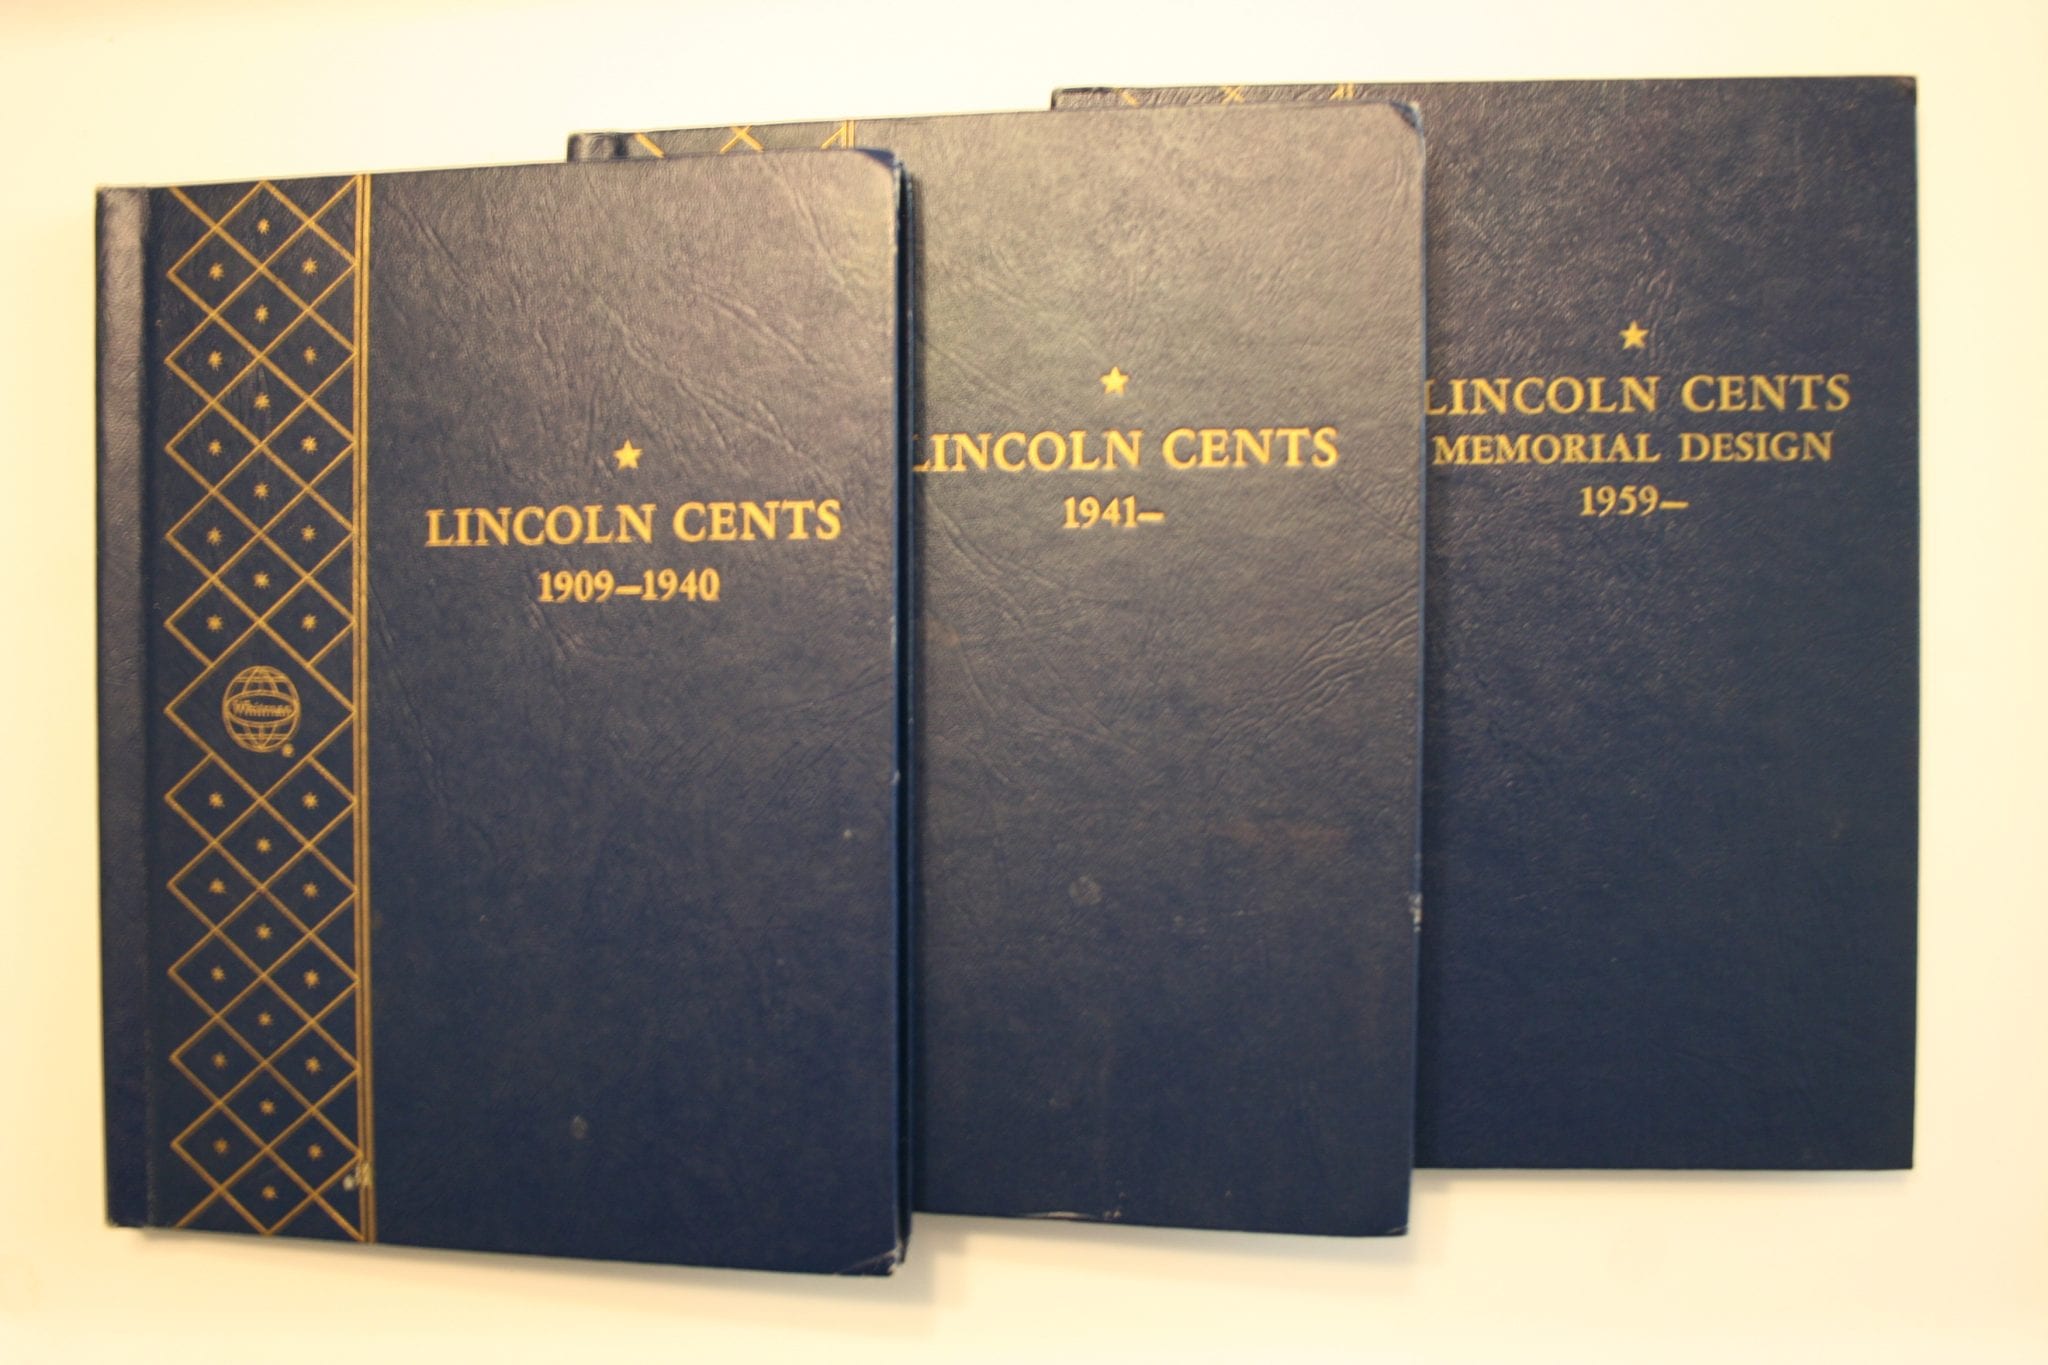 LINCOLN CENTS
1909–1940
Whitman
LINCOLN CENTS
1941–
LINCOLN CENTS
MEMORIAL DESIGN
1959–